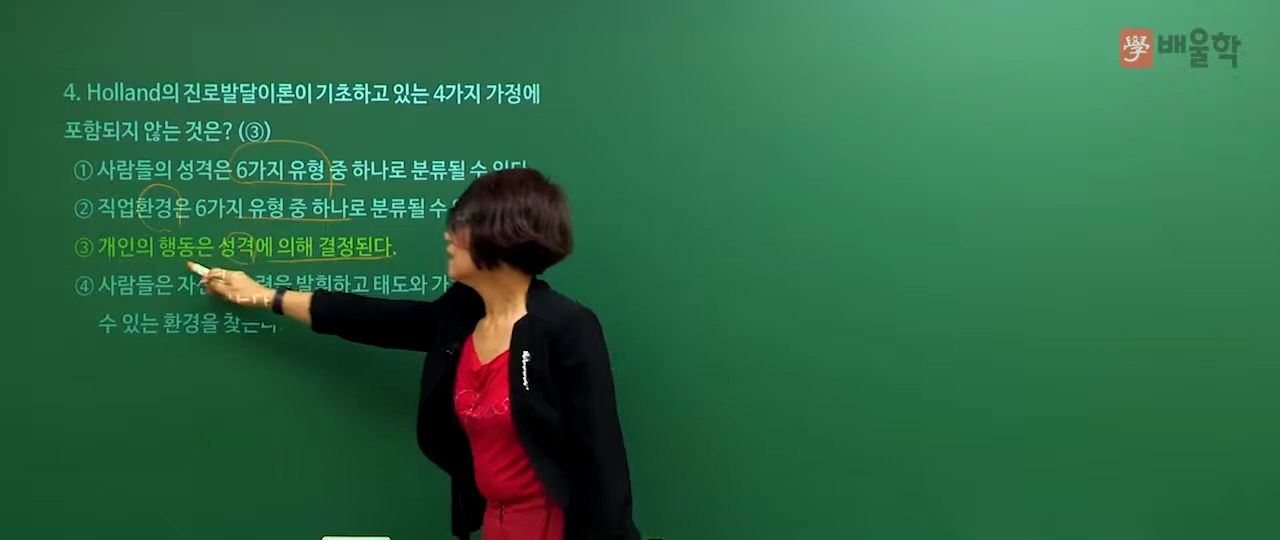 學 배울학
4. Holland의 진로발달이론이 기초하고 있는 4가지 가정에
포함되지 않는 것은? (③)
① 사람들의 성격은 6가지 유형 중 하나로 분류될 수 있다
② 직업환경은 6가지 유형 중 하나로 분류될 수
③ 개인의 행동은 성격에 의해 결정된다.
④ 사람들은 발휘하고 태도와
수 있는 환경을 찾는다.